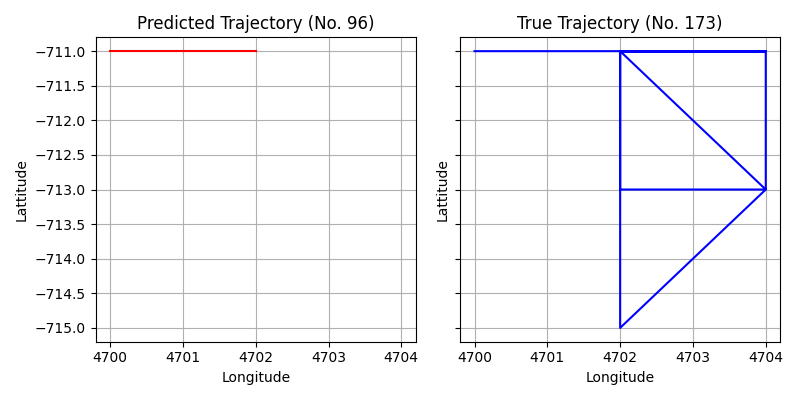 Predicted Trajectory (No. 96)
True Trajectory (No. 173)
−711.0
−711.5
−712.0
−712.5
−713.0
−713.5
−714.0
−714.5
−715.0
Lattitude
Lattitude
4700 4701 4702 4703 4704
4700 4701 4702 4703 4704
Longitude
Longitude